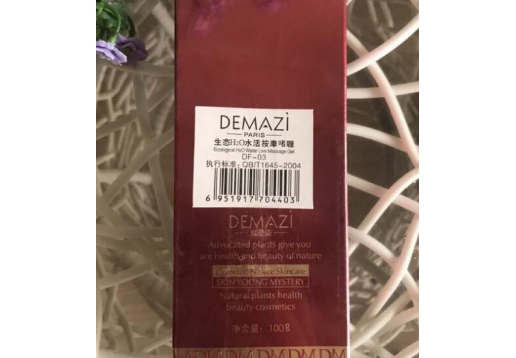 DEMAZİ
PARIS
生态H2O水活按摩啫喱
Ecological H2O Water Live Massage Gel
DF-03
执行标准：QB/T1645-2004
6 951917 704403
DEMAZİ
Advocated plants give you
are health and beauty of nature
Skincare
SKIN YOUNG MYSTERY
Natural plants health
beauty cosmetics
净含量：100g